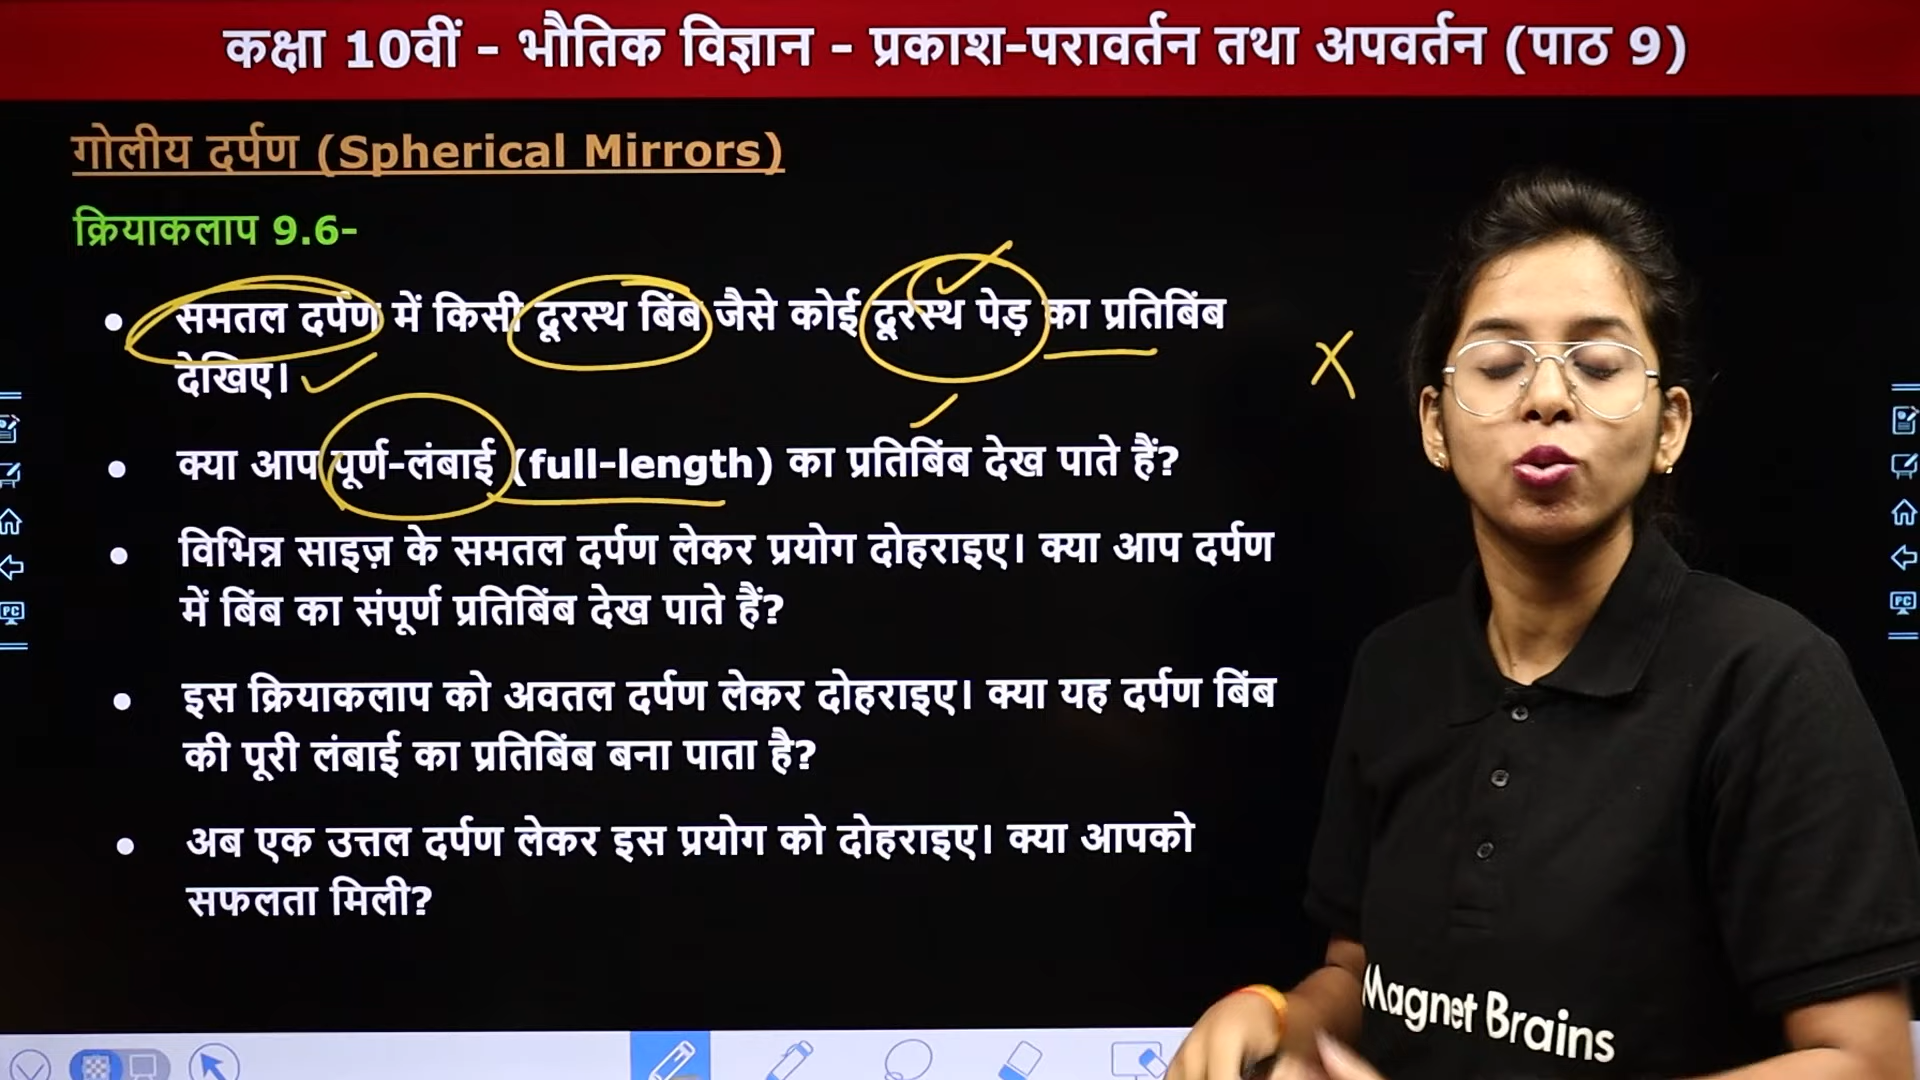 कक्षा 10वीं - भौतिक विज्ञान - प्रकाश-परावर्तन तथा अपवर्तन (पाठ 9)
गोलीय दर्पण (Spherical Mirrors)
क्रियाकलाप 9.6-
• समतल दर्पण में किसी दूरस्थ बिंब जैसे कोई दूरस्थ पेड़ का प्रतिबिंब
देखिए।
• क्या आप पूर्ण-लंबाई (full-length) का प्रतिबिंब देख पाते हैं?
• विभिन्न साइज़ के समतल दर्पण लेकर प्रयोग दोहराइए। क्या आप दर्पण
में बिंब का संपूर्ण प्रतिबिंब देख पाते हैं?
• इस क्रियाकलाप को अवतल दर्पण लेकर दोहराइए। क्या यह दर्पण बिंब
की पूरी लंबाई का प्रतिबिंब बना पाता है?
• अब एक उत्तल दर्पण लेकर इस प्रयोग को दोहराइए। क्या आपको
सफलता मिली?
Magnet Brains
PC
PC